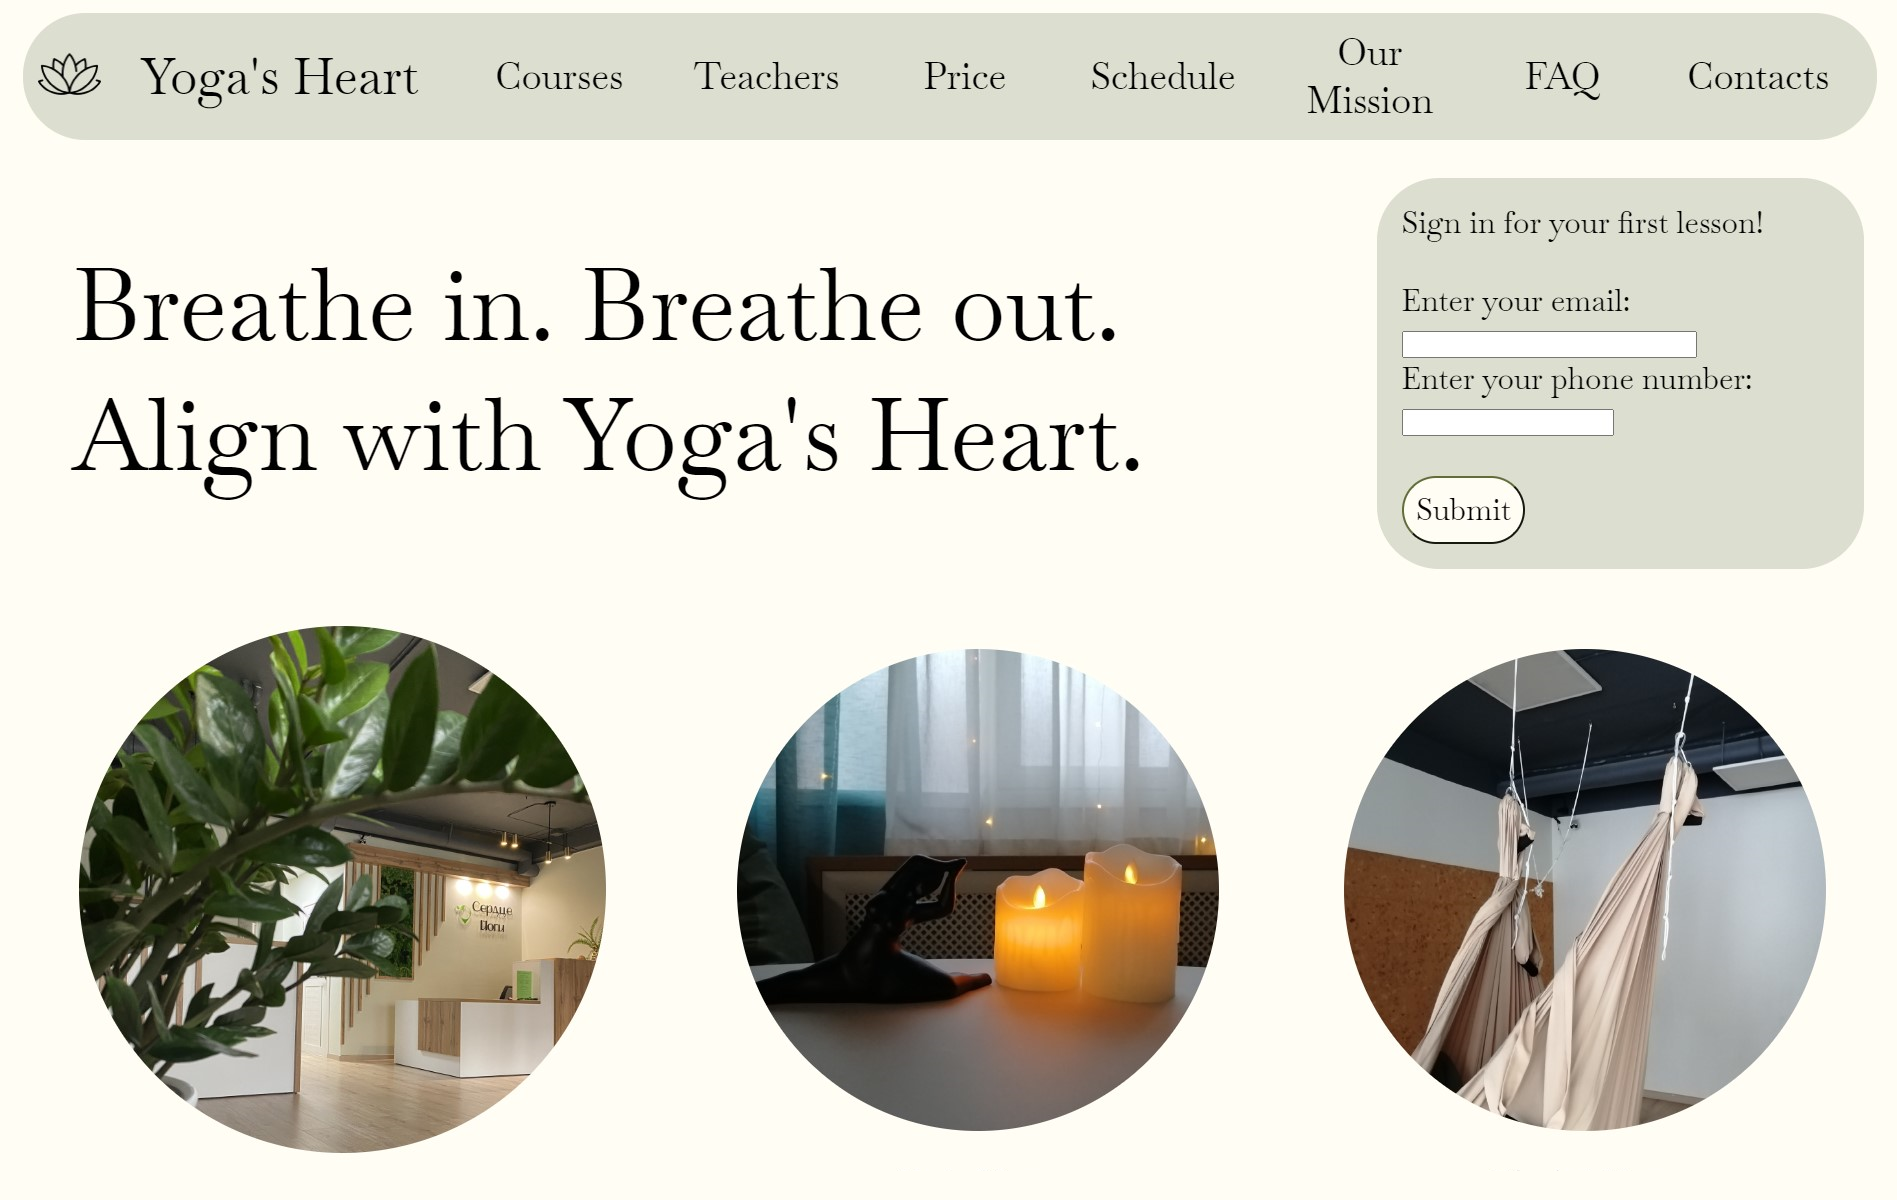 Yoga's Heart
Courses
Teachers
Price
Schedule
Our
Mission
FAQ
Contacts
Breathe in. Breathe out.
Align with Yoga's Heart.
Sign in for your first lesson!
Enter your email:
Enter your phone number:
Submit
Сердце
Йоги